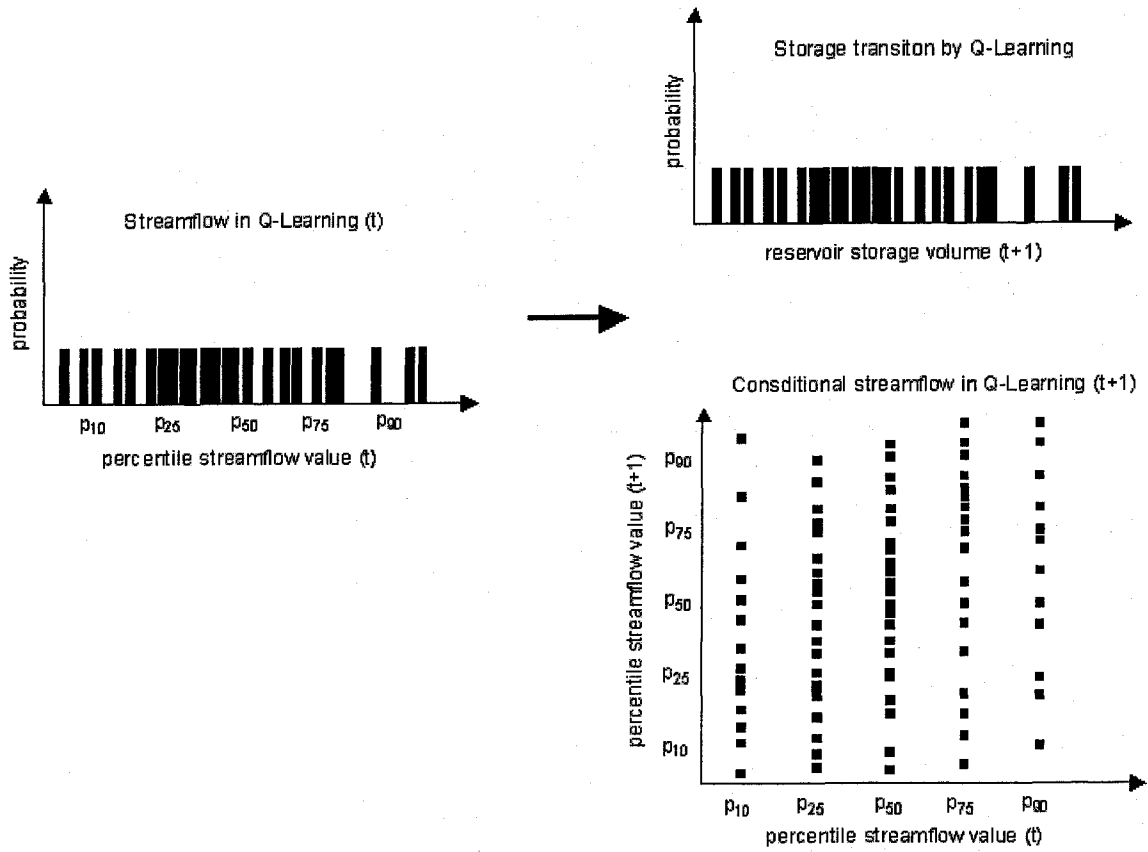 Storage transiton by Q-Learning
probability
reservoir storage volume (t+1)
Streamflow in Q-Learning (t)
probability
p10 p25 p50 p75 p90
percentile streamflow value (t)
Consditional streamflow in Q-Learning (t+1)
percentile streamflow value (t+1)
p90
p75
p50
p25
p10
p10 p25 p50 p75 p90
percentile streamflow value (t)